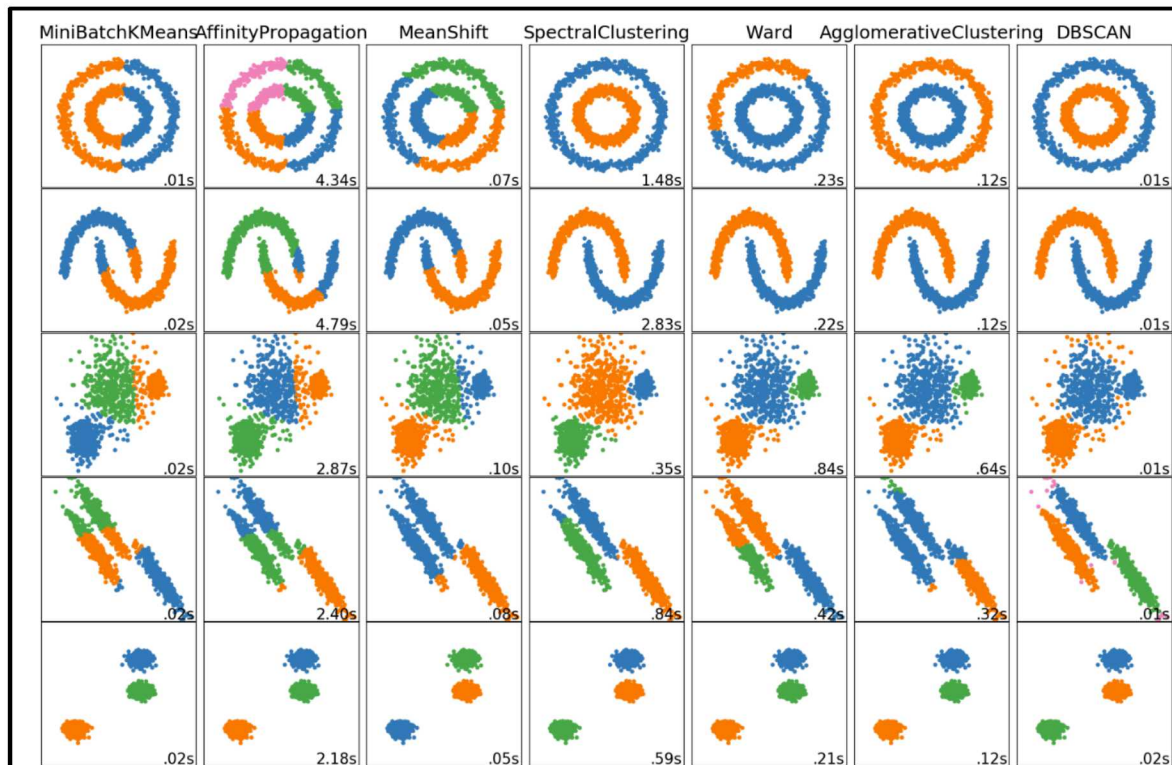 MiniBatchKMeans AffinityPropagation MeanShift SpectralClustering Ward AgglomerativeClustering DBSCAN
.01s 4.34s .07s 1.48s .23s .12s .01s
.02s 4.79s .05s 2.83s .22s .12s .01s
.02s 2.87s .10s .35s .84s .64s .01s
.02s 2.40s .08s .84s .42s .32s .01s
.02s 2.18s .05s .59s .21s .12s .02s